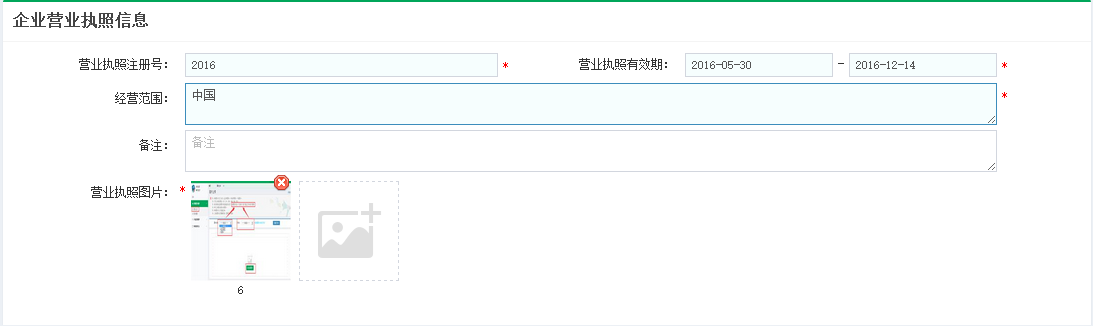 企业营业执照信息
营业执照注册号： 2016 * 营业执照有效期： 2016-05-30 - 2016-12-14 *
经营范围： 中国 *
备注： 备注
营业执照图片： *
6